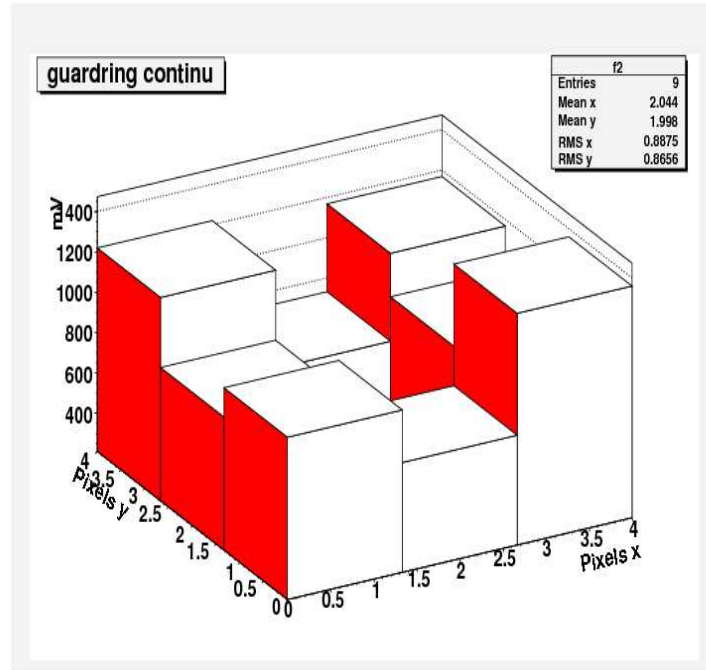 guardring continu
f2
Entries 9
Mean x 2.044
Mean y 1.998
RMS x 0.8875
RMS y 0.8656
mV
1400
1200
1000
800
600
400
4
3.5
3
2.5
2
1.5
1
0.5
0
Pixels y
0
0.5
1
1.5
2
2.5
3
3.5
4
Pixels x